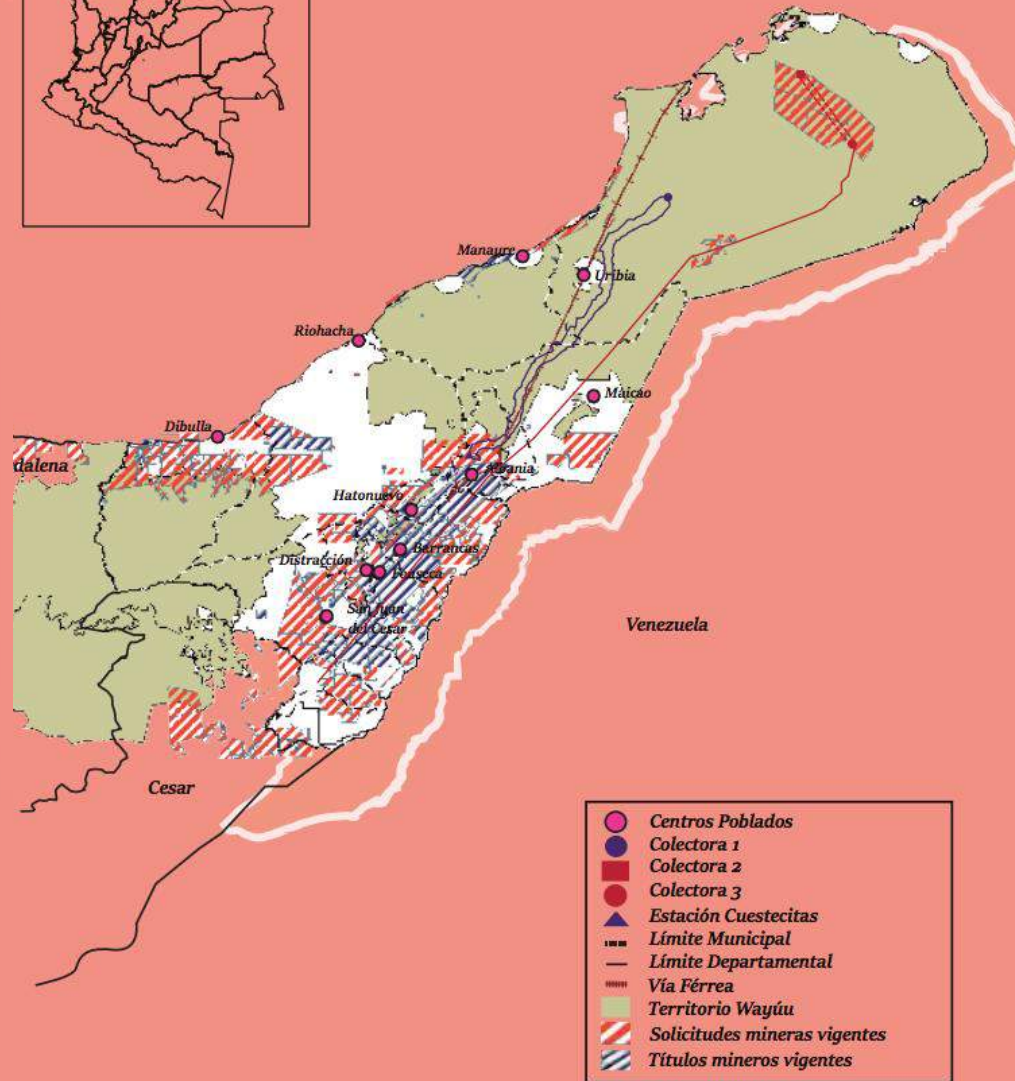 Manaure
Uribia
Riohacha
Maicao
Dibulla
dalena
Albania
Hatonuevo
Barrancas
Distracción
Fonseca
San Juan
del Cesar
Venezuela
Cesar
Centros Poblados
Colectora 1
Colectora 2
Colectora 3
Estación Cuestecitas
Límite Municipal
Límite Departamental
Vía Férrea
Territorio Wayúu
Solicitudes mineras vigentes
Títulos mineros vigentes